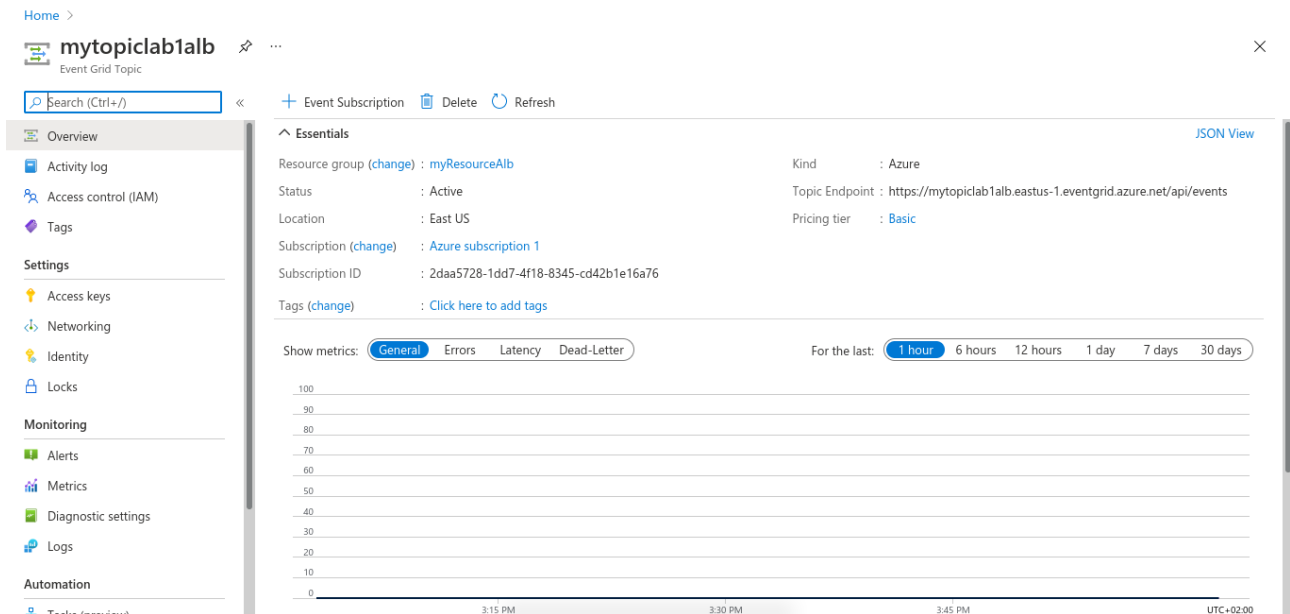 Home >
mytopiclab1alb ...
Event Grid Topic
Search (Ctrl+/) «
Overview
Activity log
Access control (IAM)
Tags
Settings
Access keys
Networking
Identity
Locks
Monitoring
Alerts
Metrics
Diagnostic settings
Logs
Automation
Tasks (preview)
+ Event Subscription Delete Refresh
Essentials JSON View
Resource group (change) : myResourceAlb
Status : Active
Location : East US
Subscription (change) : Azure subscription 1
Subscription ID : 2daa5728-1dd7-4f18-8345-cd42b1e16a76
Tags (change) : Click here to add tags
Kind : Azure
Topic Endpoint : https://mytopiclab1alb.eastus-1.eventgrid.azure.net/api/events
Pricing tier : Basic
Show metrics: General Errors Latency Dead-Letter
For the last: 1 hour 6 hours 12 hours 1 day 7 days 30 days
100
90
80
70
60
50
40
30
20
10
0
3:15 PM 3:30 PM 3:45 PM UTC+02:00